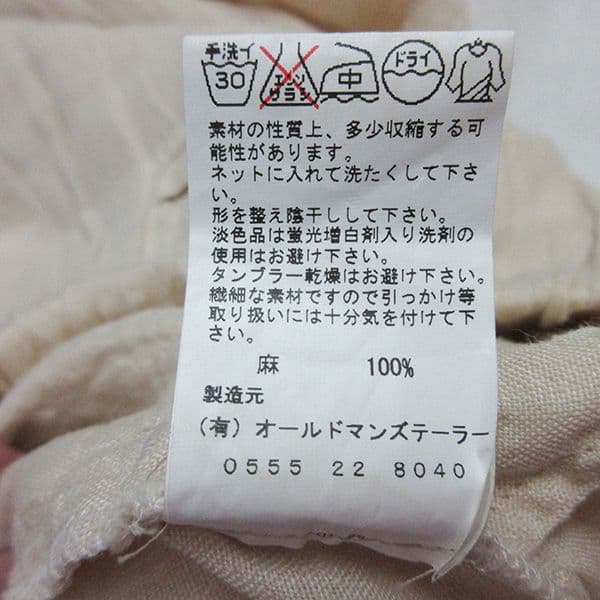 手洗イ
30
エンソ
サラシ
中
ドライ
素材の性質上、多少収縮する可
能性があります。
ネットに入れて洗たくして下さ
い。
形を整え陰干しして下さい。
淡色品は蛍光増白剤入り洗剤の
使用はお避け下さい。
タンブラー乾燥はお避け下さい。
繊細な素材ですので引っかけ等
取り扱いには十分気を付けて下
さい。
麻 100%
製造元
(有)オールドマンズテーラー
0555 22 8040